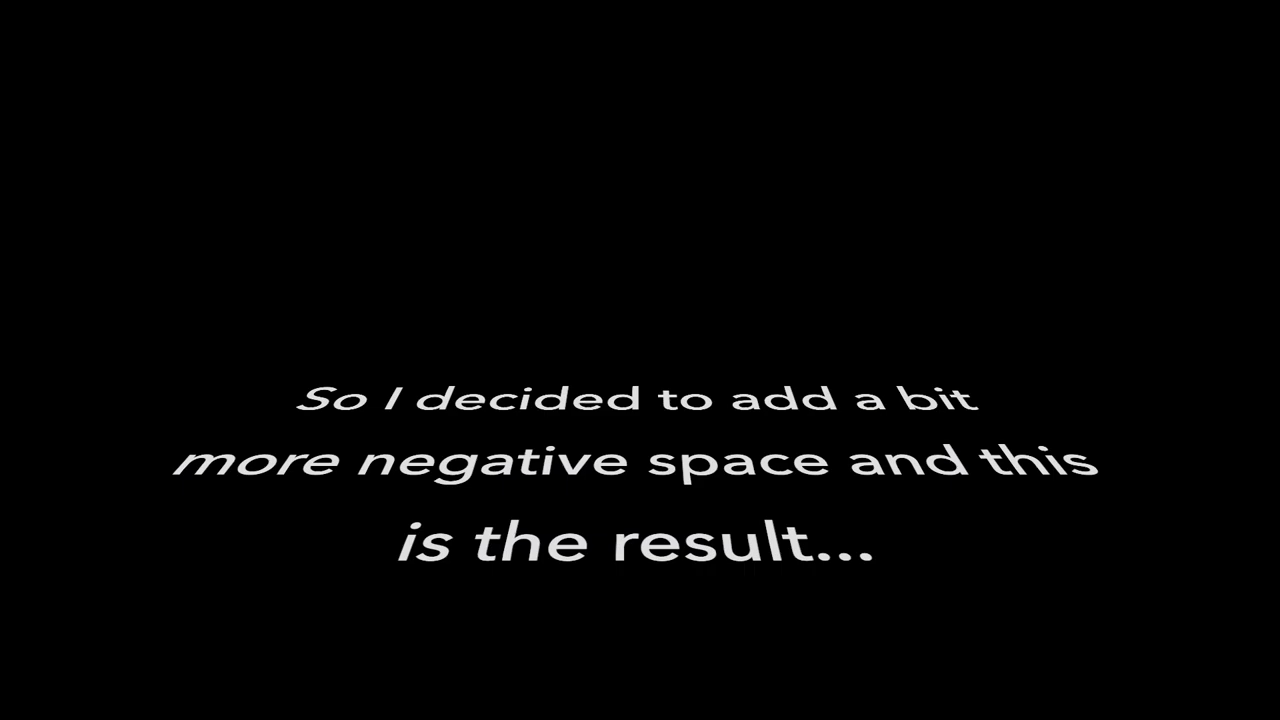 So I decided to add a bit
more negative space and this
is the result...